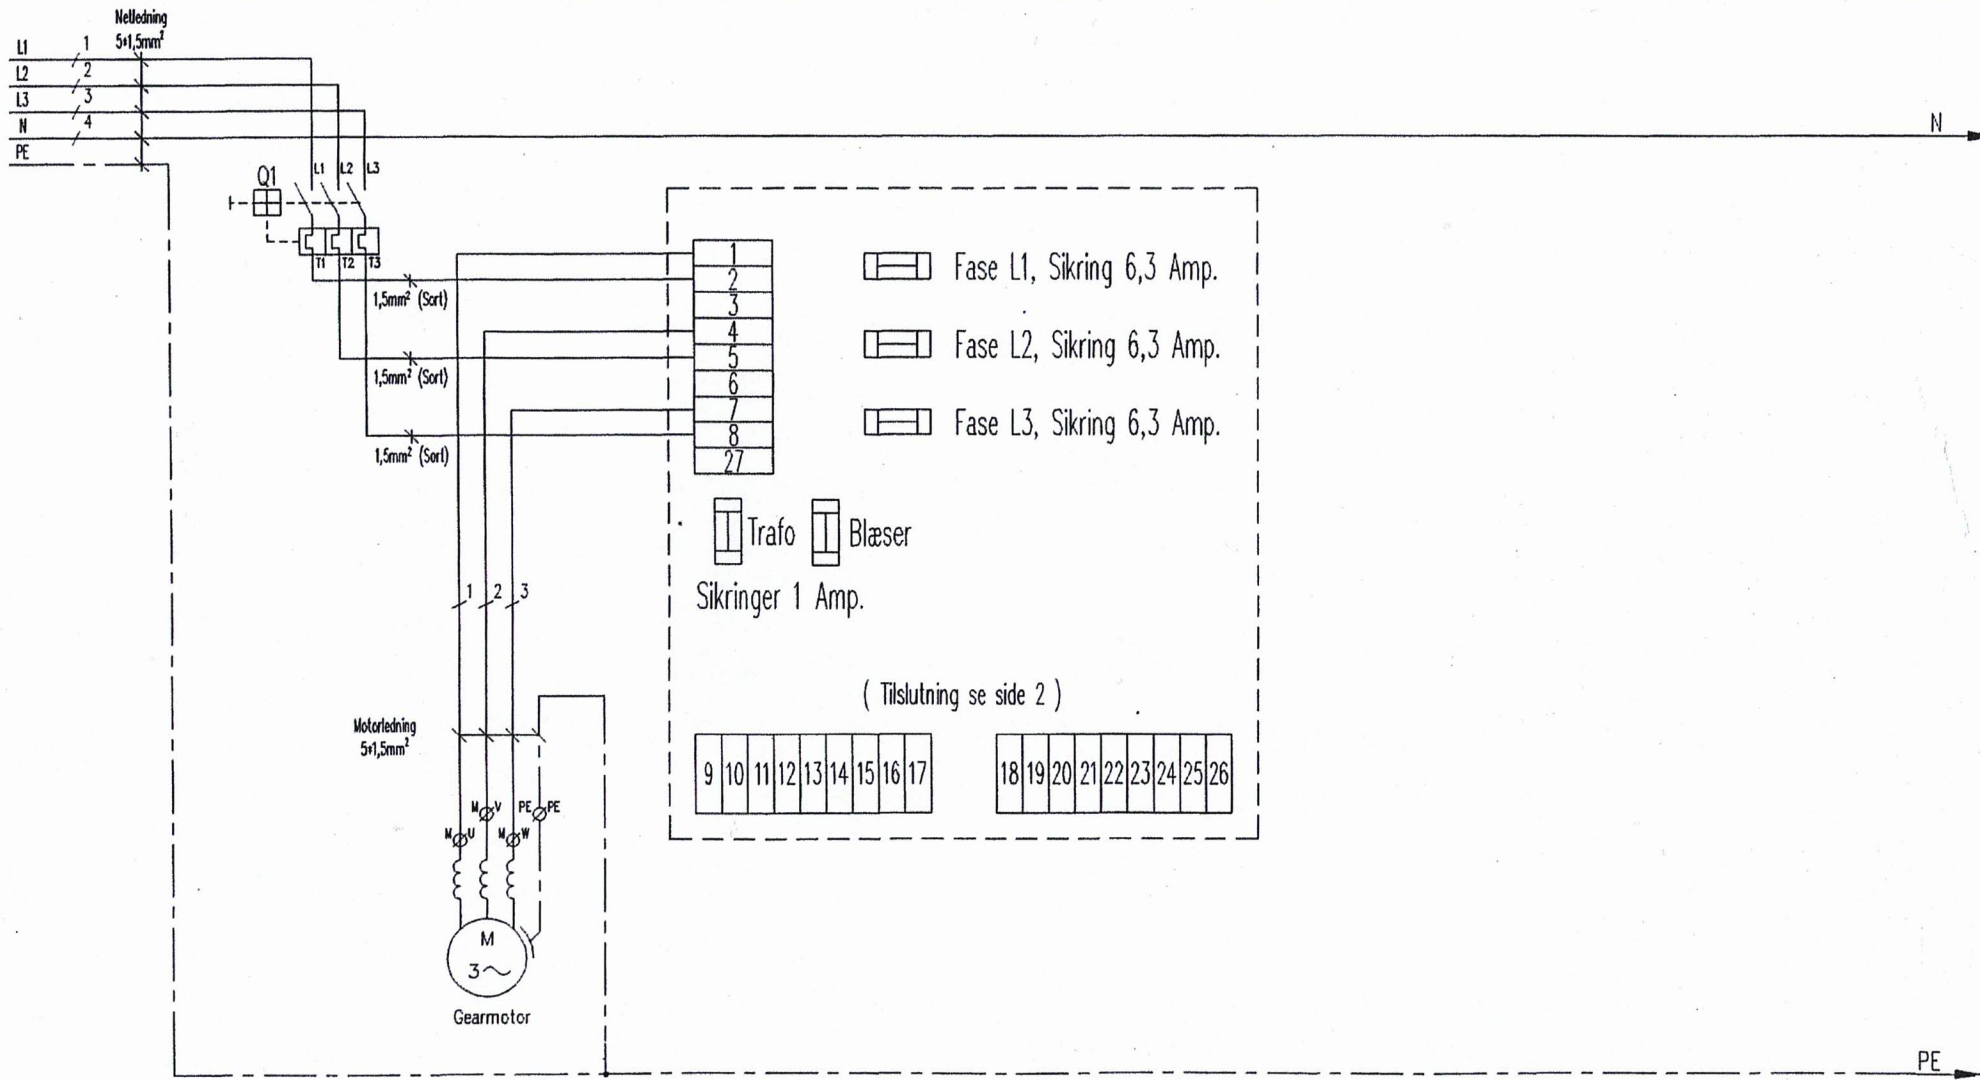 Netledning
5*1,5mm²
L1 1
L2 2
L3 3
N 4
PE
N
Q1
L1 L2 L3
T1 T2 T3
1,5mm² (Sort)
1,5mm² (Sort)
1,5mm² (Sort)
1
2
3
4
5
6
7
8
27
Fase L1, Sikring 6,3 Amp.
Fase L2, Sikring 6,3 Amp.
Fase L3, Sikring 6,3 Amp.
Trafo Blæser
Sikringer 1 Amp.
1 2 3
( Tilslutning se side 2 )
Motorledning
5*1,5mm²
9 10 11 12 13 14 15 16 17
18 19 20 21 22 23 24 25 26
M V PE PE
M U M W
M
3~
Gearmotor
PE